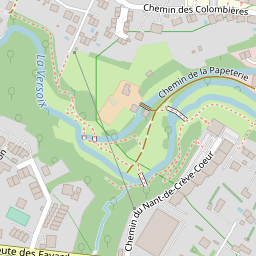 Chemin des Colombières
La Versoix
Chemin de la Papeterie
Chemin du Nant-de-Crève-Coeur